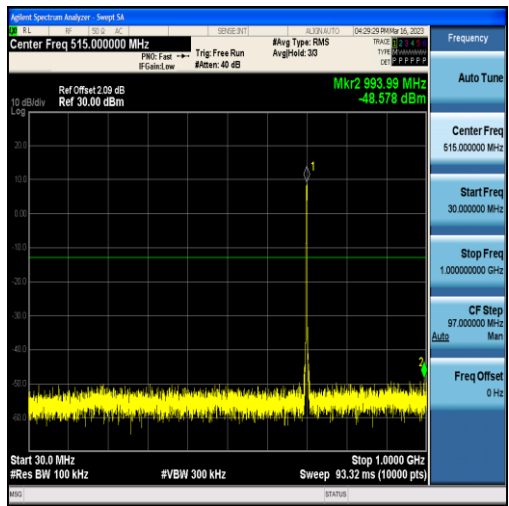 Agilent Spectrum Analyzer - Swept SA
RL RF 50 Ω AC SENSE:INT ALIGN AUTO 04:29:29 PM Mar 16, 2023
Center Freq 515.000000 MHz
PNO: Fast
IFGain:Low
Trig: Free Run
#Atten: 40 dB
#Avg Type: RMS
Avg|Hold: 3/3
TRACE 1 2 3 4 5 6
TYPE
DET P P P P P P
Mkr2 993.99 MHz
-48.578 dBm
Ref Offset 2.09 dB
10 dB/div Ref 30.00 dBm
Log
20.0
10.0
0.00
-10.0
-20.0
-30.0
-40.0
-50.0
-60.0
1
2
Start 30.0 MHz Stop 1.0000 GHz
#Res BW 100 kHz #VBW 300 kHz Sweep 93.32 ms (10000 pts)
MSG STATUS
Frequency
Auto Tune
Center Freq
515.000000 MHz
Start Freq
30.000000 MHz
Stop Freq
1.000000000 GHz
CF Step
97.000000 MHz
Auto Man
Freq Offset
0 Hz